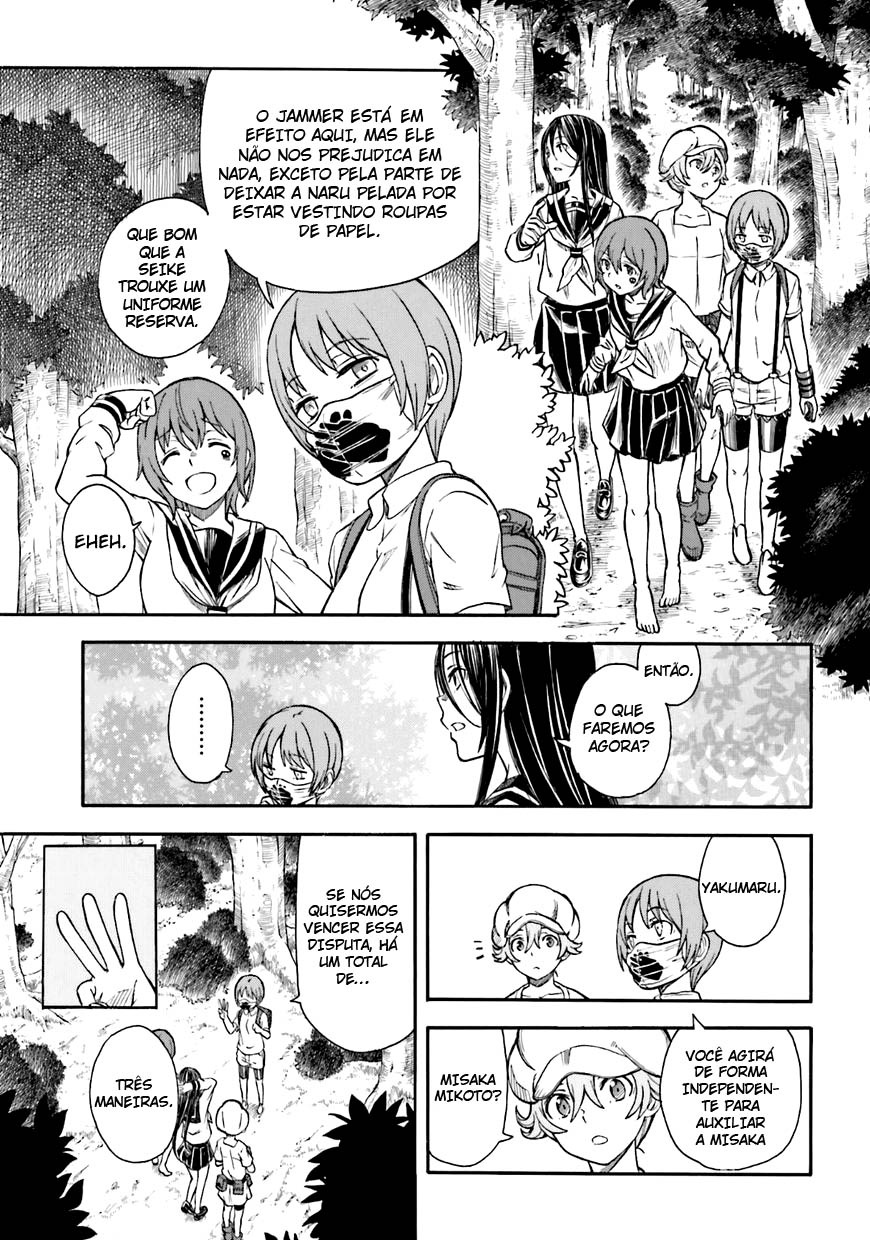 O JAMMER ESTÁ EM
EFEITO AQUI, MAS ELE
NÃO NOS PREJUDICA EM
NADA, EXCETO PELA PARTE DE
DEIXAR A NARU PELADA POR
ESTAR VESTINDO ROUPAS
DE PAPEL.
QUE BOM
QUE A
SEIKE
TROUXE UM
UNIFORME
RESERVA.
EHEH.
ENTÃO.
O QUE
FAREMOS
AGORA?
........
YAKUMARU.
VOCÊ AGIRÁ
DE FORMA
INDEPENDEN-
TE PARA
AUXILIAR
A MISAKA
MISAKA
MIKOTO?
SE NÓS
QUISERMOS
VENCER ESSA
DISPUTA, HÁ
UM TOTAL
DE...
TRÊS
MANEIRAS.